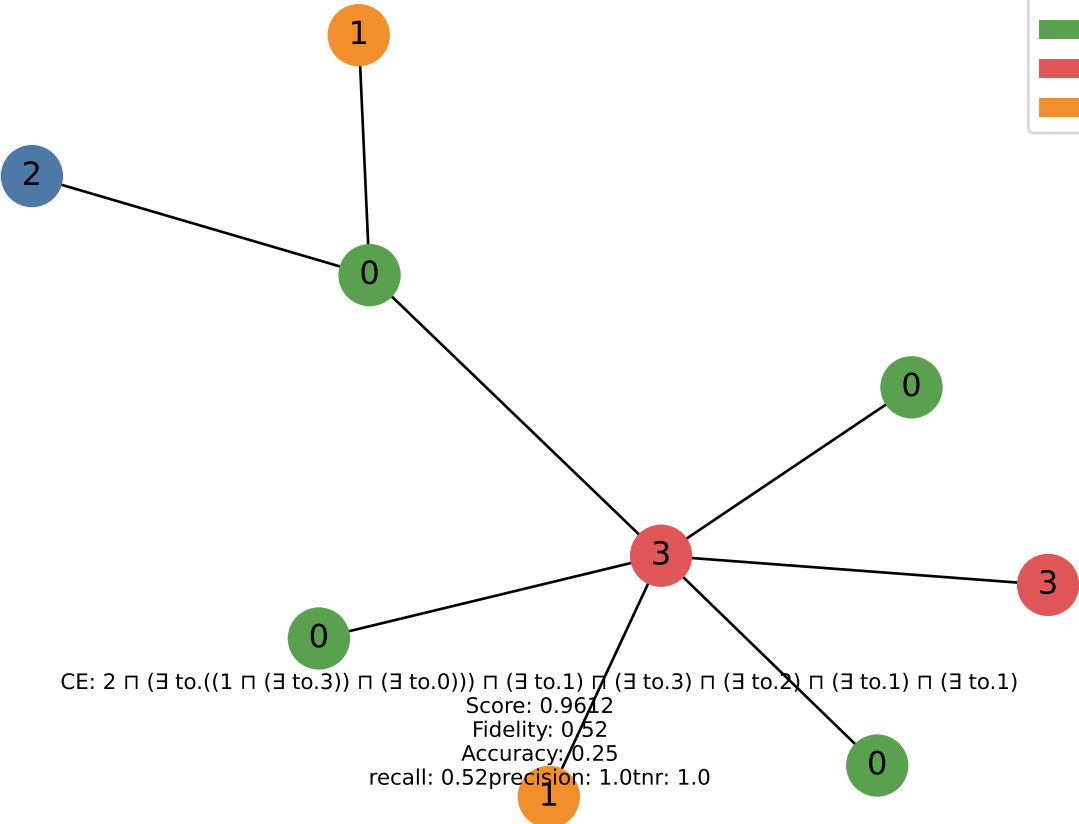 1
2
0
0
3
3
0
CE: 2 ⊓ (∃ to.((1 ⊓ (∃ to.3)) ⊓ (∃ to.0))) ⊓ (∃ to.1) ⊓ (∃ to.3) ⊓ (∃ to.2) ⊓ (∃ to.1) ⊓ (∃ to.1)
Score: 0.9612
Fidelity: 0.52
Accuracy: 0.25
0
recall: 0.52precision: 1.0tnr: 1.0
1